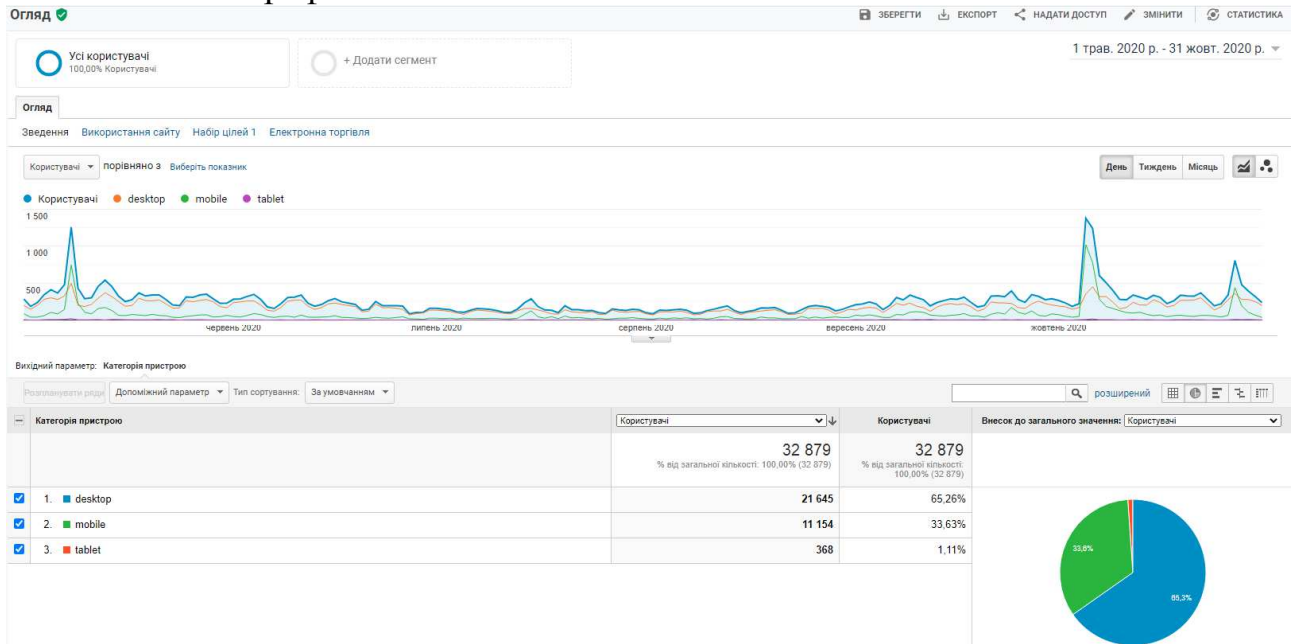 Огляд
ЗБЕРЕГТИ ЕКСПОРТ НАДАТИ ДОСТУП ЗМІНИТИ СТАТИСТИКА
Усі користувачі
100,00% Користувачі
+ Додати сегмент
1 трав. 2020 р. - 31 жовт. 2020 р.
Огляд
Зведення Використання сайту Набір цілей 1 Електронна торгівля
Користувачі порівняно з Виберіть показник
День Тиждень Місяць
Користувачі desktop mobile tablet
1 500
1 000
500
червень 2020 липень 2020 серпень 2020 вересень 2020 жовтень 2020
Вихідний параметр: Категорія пристрою
Розпланувати ряди Допоміжний параметр Тип сортування: За умовчанням розширений
Категорія пристрою Користувачі Користувачі Внесок до загального значення: Користувачі
32 879 32 879
% від загальної кількості: 100,00% (32 879) % від загальної кількості:
100,00% (32 879)
1. desktop 21 645 65,26%
2. mobile 11 154 33,63%
3. tablet 368 1,11%
33,6%
65,3%